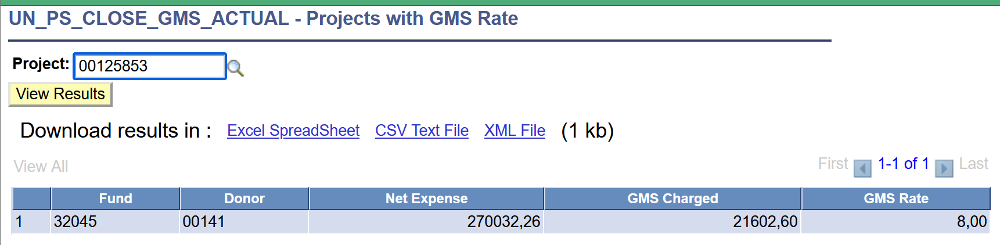 UN_PS_CLOSE_GMS_ACTUAL - Projects with GMS Rate
Project: 00125853
View Results
Download results in : Excel SpreadSheet CSV Text File XML File (1 kb)
View All First 1-1 of 1 Last
Fund Donor Net Expense GMS Charged GMS Rate
1 32045 00141 270032,26 21602,60 8,00